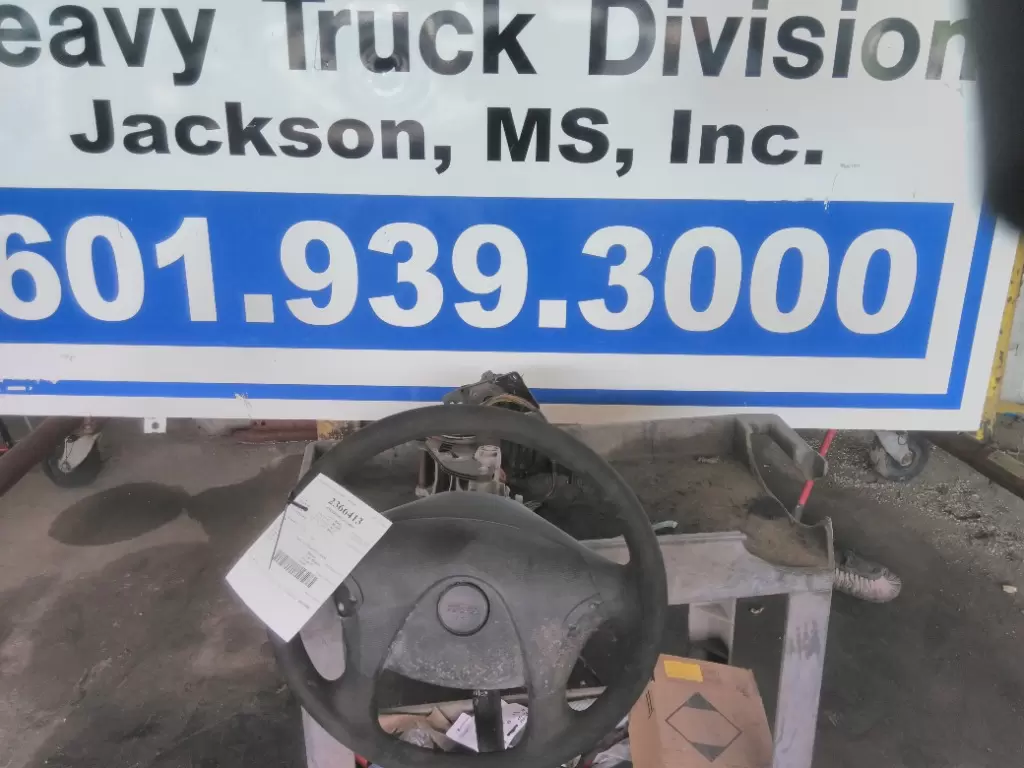 eavy Truck Division
Jackson, MS, Inc.
601.939.3000
2366413